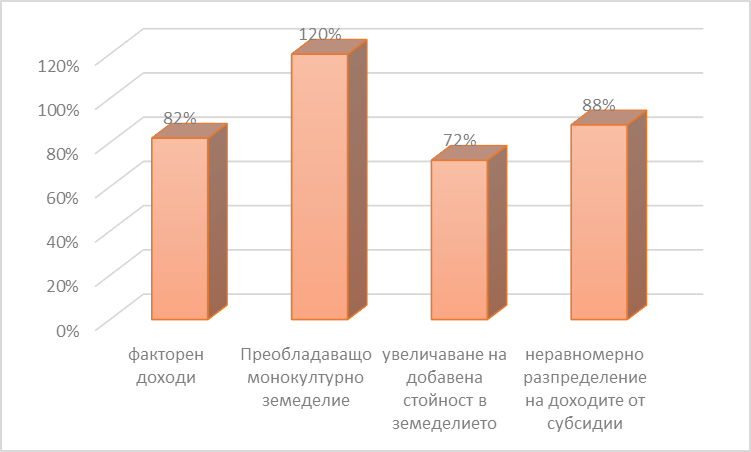 120%
100%
80%
60%
40%
20%
0%
82%
120%
72%
88%
факторен
доходи
Преобладаващо
монокултурно
земеделие
увеличаване на
добавена
стойност в
земеделието
неравномерно
разпределение
на доходите от
субсидии